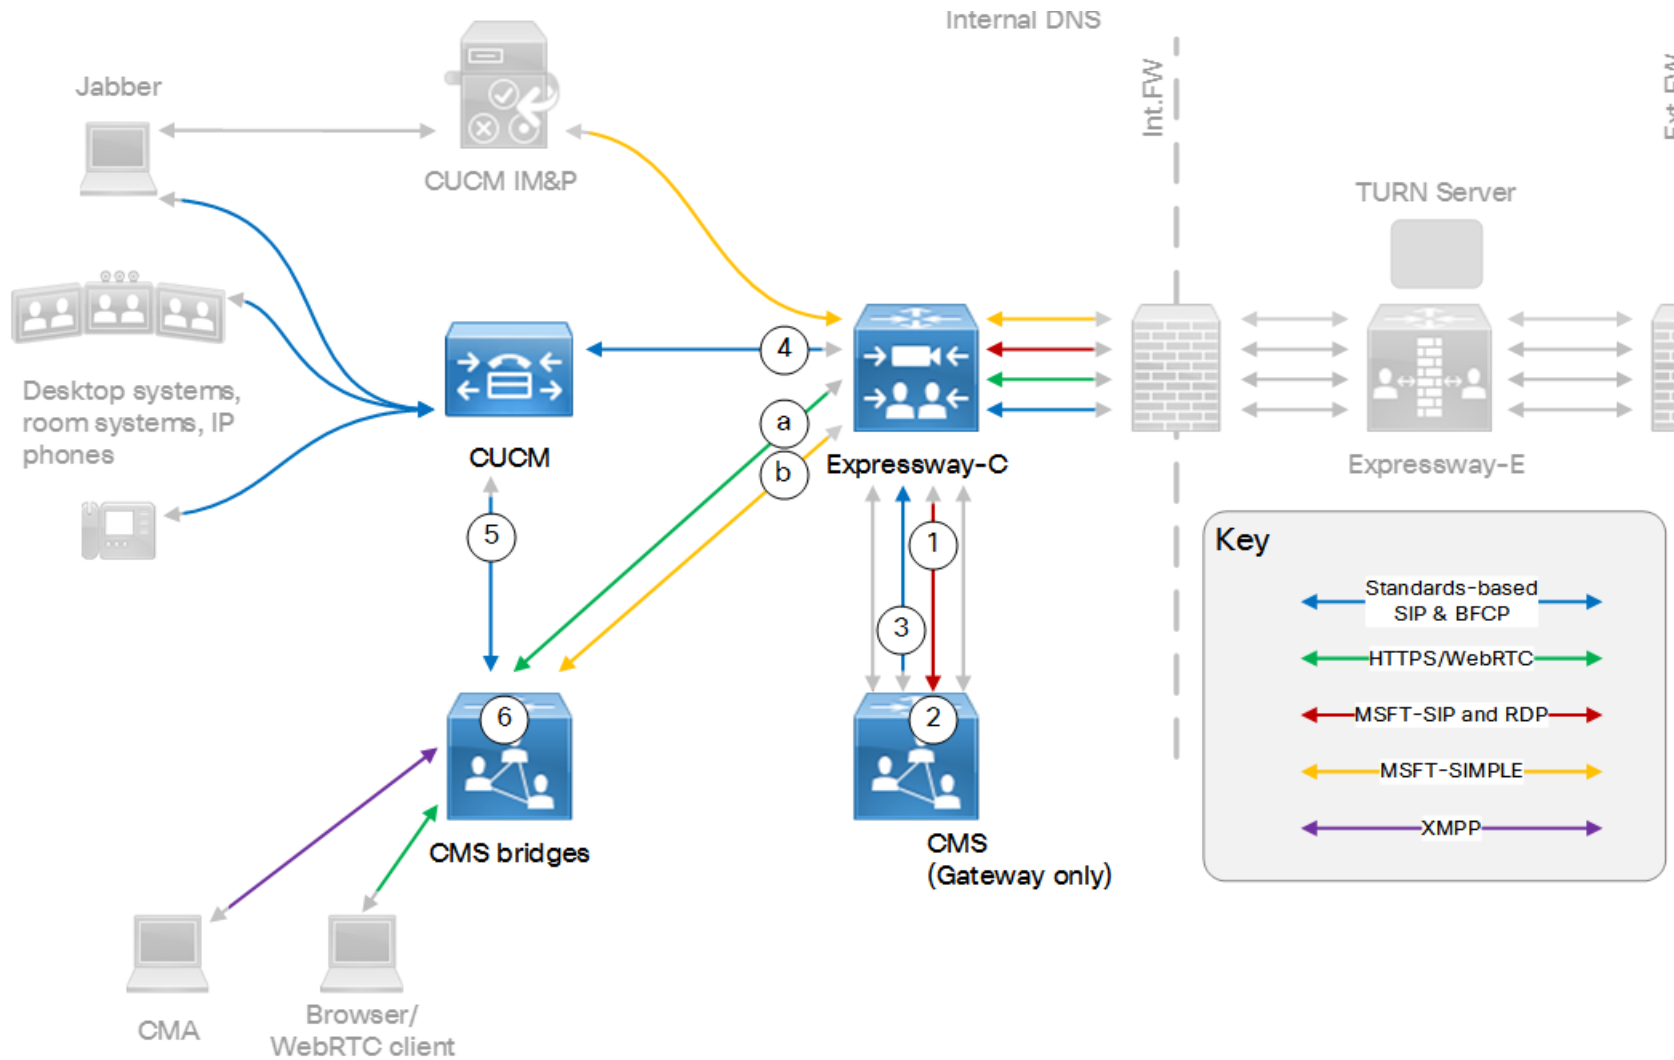 Internal DNS
Jabber
Int.FW
Ext.FW
CUCM IM&P
TURN Server
4
Desktop systems,
room systems, IP
phones
a
CUCM
b
Expressway-C
Expressway-E
5
1
3
Key
Standards-based
SIP & BFCP
HTTPS/WebRTC
MSFT-SIP and RDP
MSFT-SIMPLE
XMPP
6
2
CMS bridges
CMS
(Gateway only)
CMA
Browser/
WebRTC client